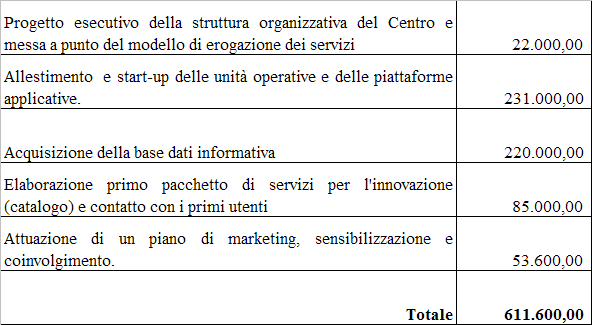 Progetto esecutivo della struttura organizzativa del Centro e
messa a punto del modello di erogazione dei servizi 22.000,00
Allestimento e start-up delle unità operative e delle piattaforme
applicative. 231.000,00
Acquisizione della base dati informativa 220.000,00
Elaborazione primo pacchetto di servizi per l'innovazione
(catalogo) e contatto con i primi utenti 85.000,00
Attuazione di un piano di marketing, sensibilizzazione e
coinvolgimento. 53.600,00
Totale 611.600,00